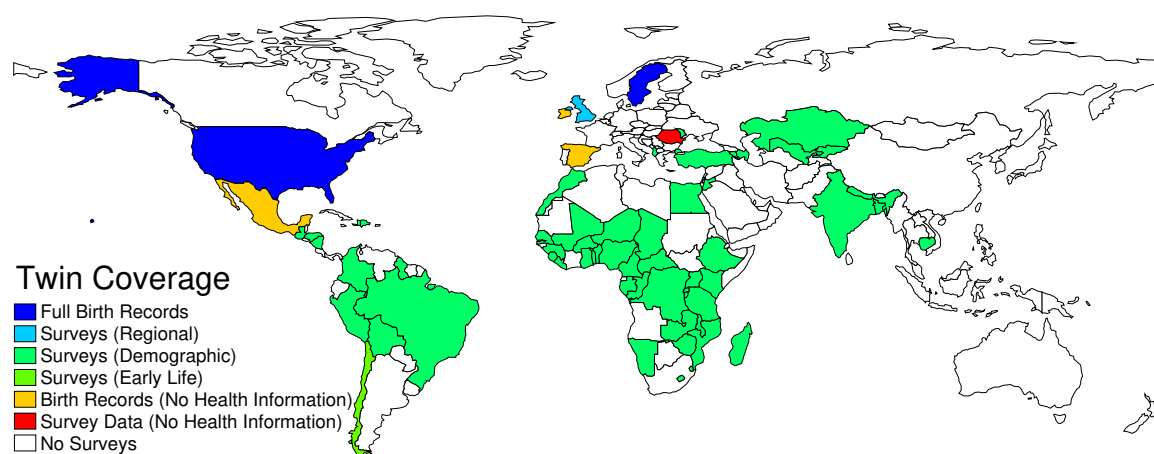 Twin Coverage
Full Birth Records
Surveys (Regional)
Surveys (Demographic)
Surveys (Early Life)
Birth Records (No Health Information)
Survey Data (No Health Information)
No Surveys